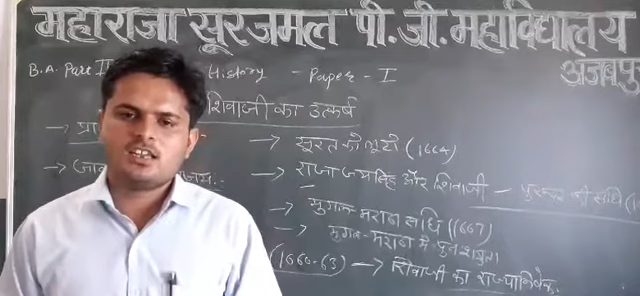 महाराजा सूरजमल पी.जी.महाविद्यालय
अजबपुर
B.A. Part II History - Paper - I
शिवाजी का उत्कर्ष
→ प्रा
→ सूरत की लूट (1664)
→ राजा जयसिंह और शिवाजी - पुरन्दर की संधि
→ मुगल-मराठा संधि (1667)
→ मुगल-मराठा में पुनः
(1660-63) → शिवाजी का राज्याभिषेक